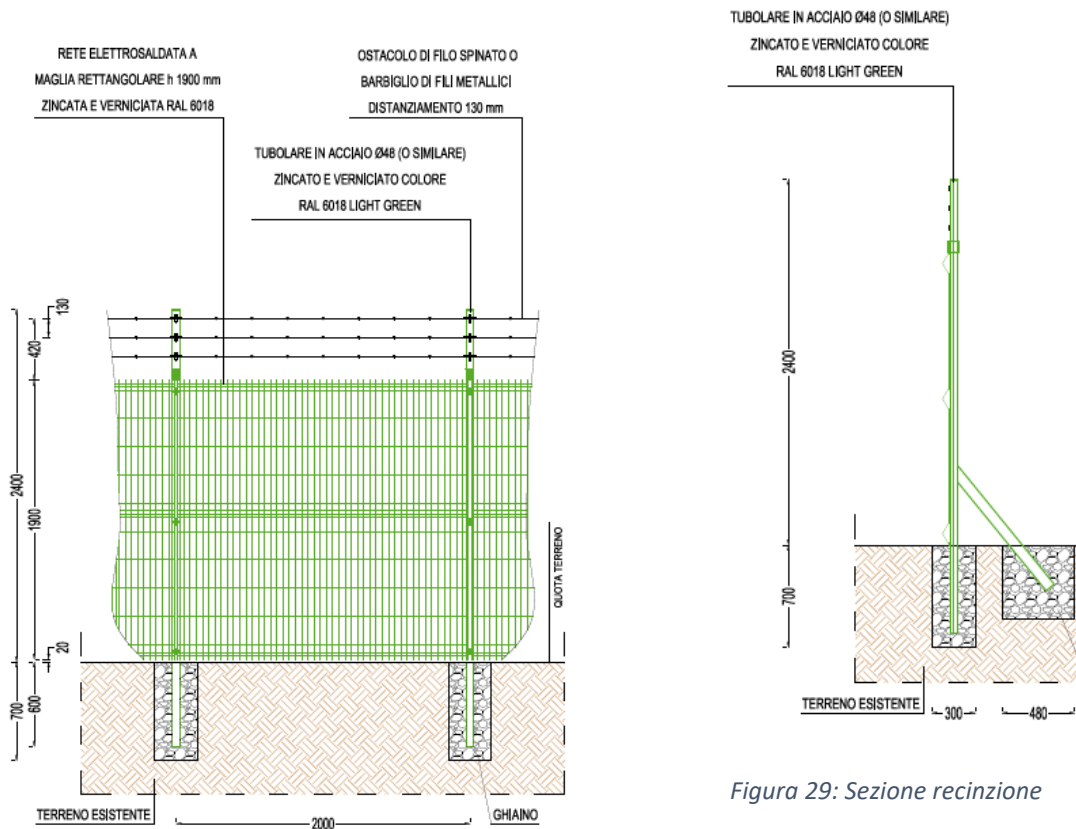 RETE ELETTROSALDATA A
MAGLIA RETTANGOLARE h 1900 mm
ZINCATA E VERNICIATA RAL 6018
OSTACOLO DI FILO SPINATO O
BARBIGLIO DI FILI METALLICI
DISTANZIAMENTO 130 mm
TUBOLARE IN ACCIAIO Ø48 (O SIMILARE)
ZINCATO E VERNICIATO COLORE
RAL 6018 LIGHT GREEN
130
420
2400
1900
20
700
600
QUOTA TERRENO
TERRENO ESISTENTE
2000
GHIAINO
TUBOLARE IN ACCIAIO Ø48 (O SIMILARE)
ZINCATO E VERNICIATO COLORE
RAL 6018 LIGHT GREEN
2400
700
TERRENO ESISTENTE
300
480
Figura 29: Sezione recinzione